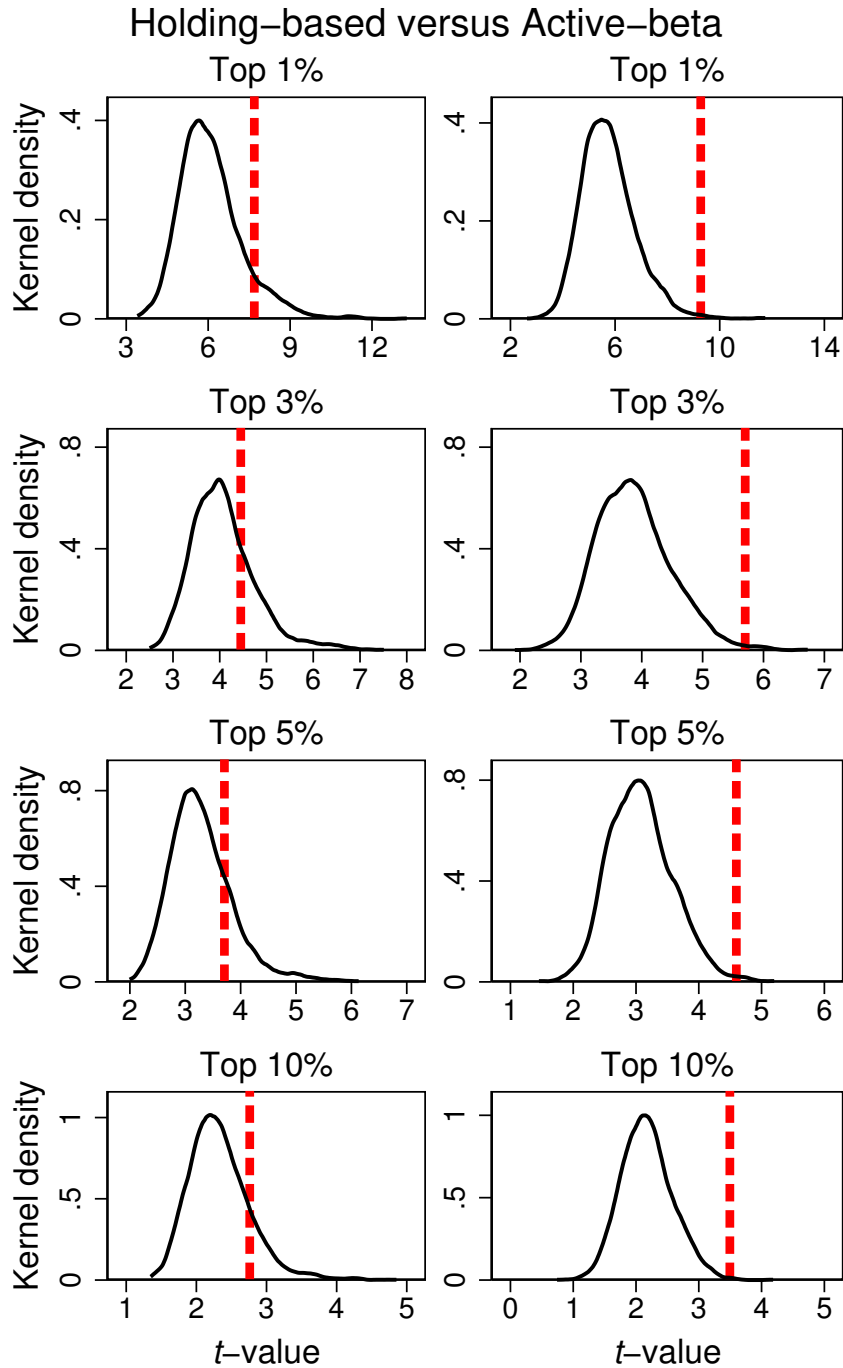 Holding−based versus Active−beta
Top 1%
Top 1%
Kernel density
0 .2 .4
3 6 9 12
0 .2 .4
2 6 10 14
Top 3%
Top 3%
Kernel density
0 .4 .8
2 3 4 5 6 7 8
0 .4 .8
2 3 4 5 6 7
Top 5%
Top 5%
Kernel density
0 .4 .8
2 3 4 5 6 7
0 .4 .8
1 2 3 4 5 6
Top 10%
Top 10%
Kernel density
0 .5 1
1 2 3 4 5
0 .5 1
0 1 2 3 4 5
t−value
t−value